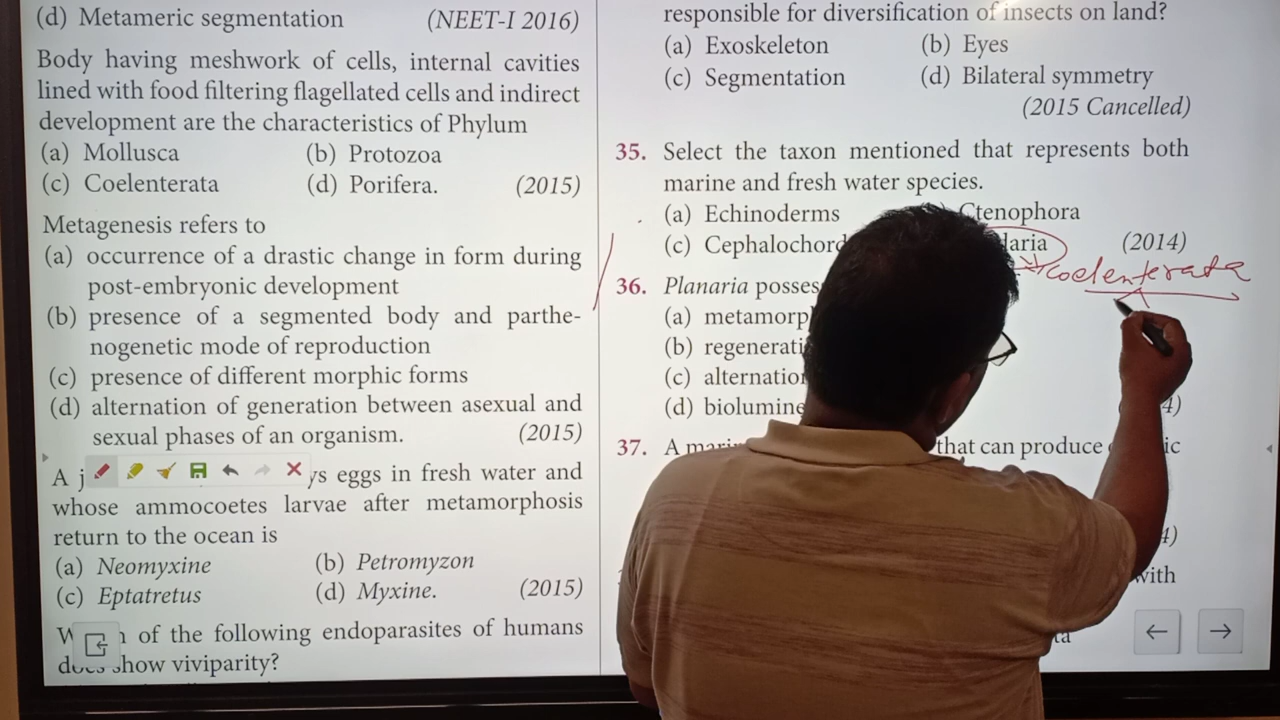 (d) Metameric segmentation (NEET-I 2016)
Body having meshwork of cells, internal cavities
lined with food filtering flagellated cells and indirect
development are the characteristics of Phylum
(a) Mollusca (b) Protozoa
(c) Coelenterata (d) Porifera. (2015)
Metagenesis refers to
(a) occurrence of a drastic change in form during
post-embryonic development
(b) presence of a segmented body and parthe-
nogenetic mode of reproduction
(c) presence of different morphic forms
(d) alternation of generation between asexual and
sexual phases of an organism. (2015)
A j ys eggs in fresh water and
whose ammocoetes larvae after metamorphosis
return to the ocean is
(a) Neomyxine (b) Petromyzon
(c) Eptatretus (d) Myxine. (2015)
of the following endoparasites of humans
does show viviparity?
responsible for diversification of insects on land?
(a) Exoskeleton (b) Eyes
(c) Segmentation (d) Bilateral symmetry
(2015 Cancelled)
35. Select the taxon mentioned that represents both
marine and fresh water species.
(a) Echinoderms Ctenophora
(c) Cephalochord laria (2014)
Coelenterata
36. Planaria posses
(a) metamorp
(b) regenerati
(c) alternation
(d) biolumine 4)
37. A mari that can produce ic
4)
with
ta